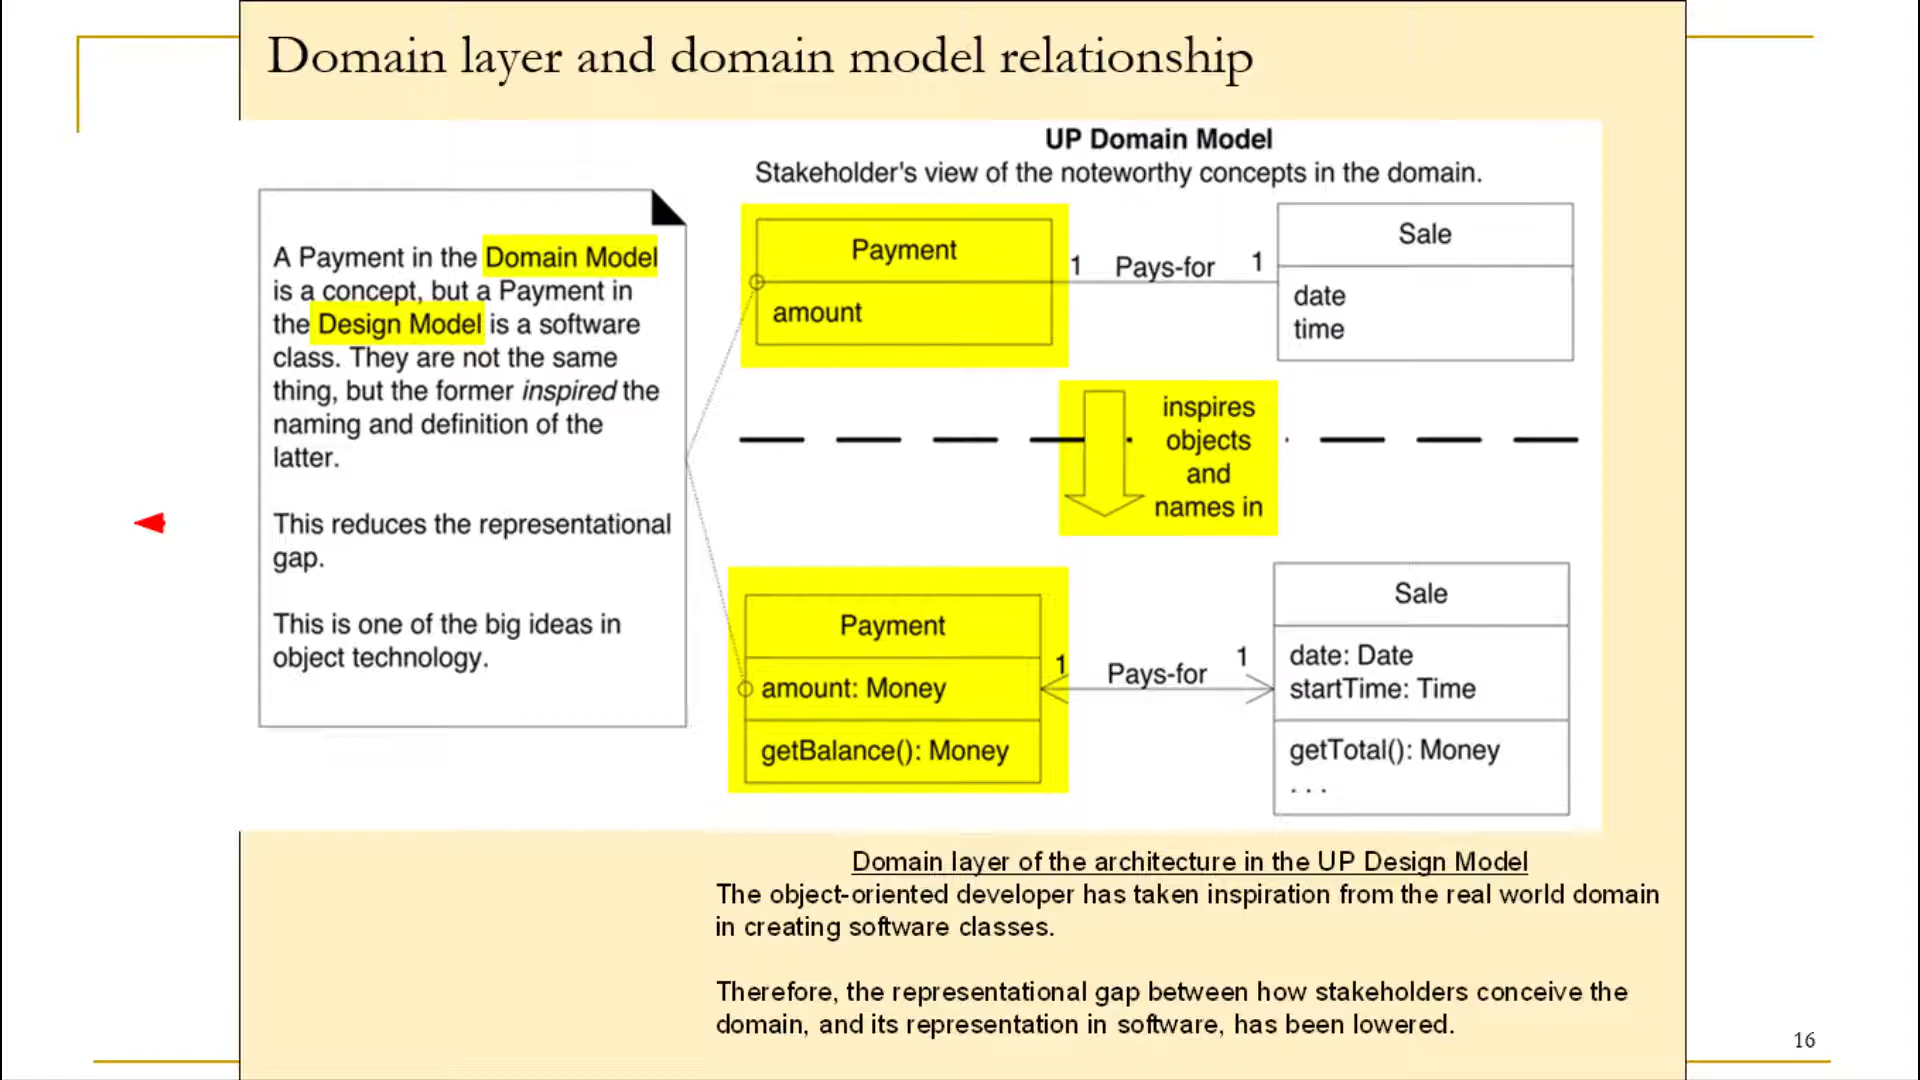 Domain layer and domain model relationship
UP Domain Model
Stakeholder's view of the noteworthy concepts in the domain.
A Payment in the Domain Model
is a concept, but a Payment in
the Design Model is a software
class. They are not the same
thing, but the former inspired the
naming and definition of the
latter.
This reduces the representational
gap.
This is one of the big ideas in
object technology.
Payment
amount
1 Pays-for 1
Sale
date
time
inspires
objects
and
names in
Payment
amount: Money
getBalance(): Money
1 Pays-for 1
Sale
date: Date
startTime: Time
getTotal(): Money
. . .
Domain layer of the architecture in the UP Design Model
The object-oriented developer has taken inspiration from the real world domain
in creating software classes.
Therefore, the representational gap between how stakeholders conceive the
domain, and its representation in software, has been lowered.
16